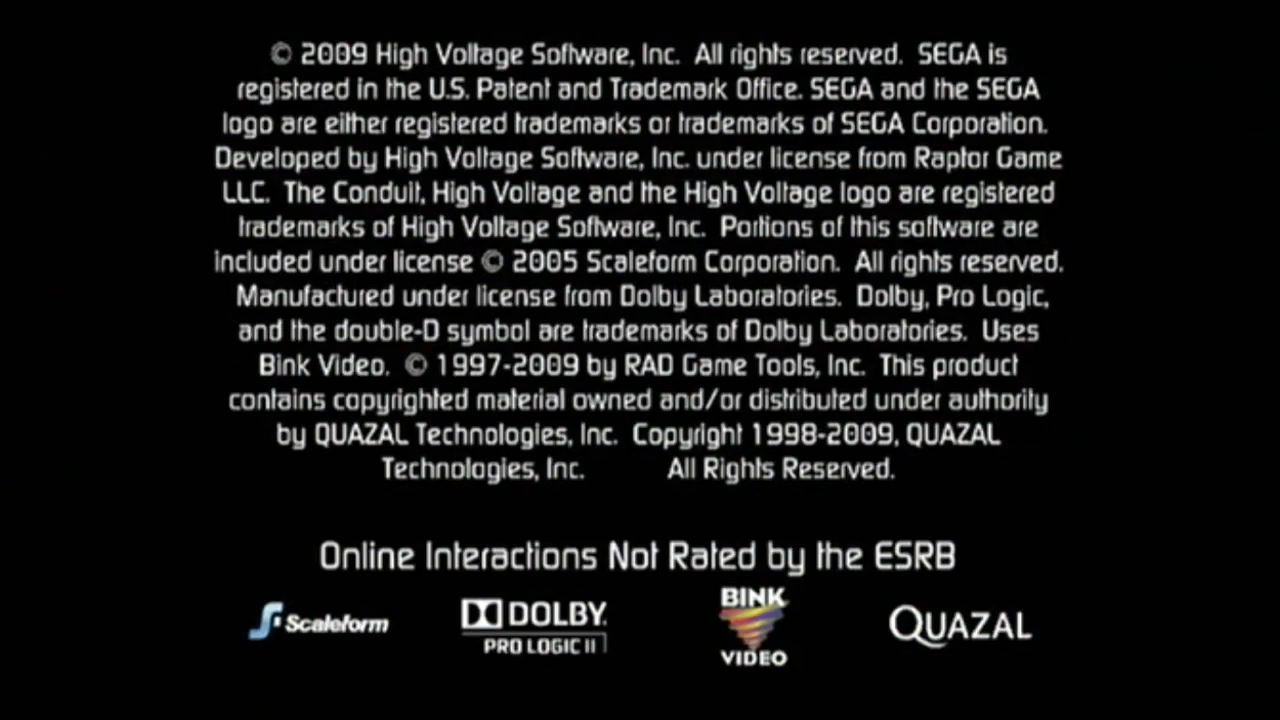 © 2009 High Voltage Software, Inc. All rights reserved. SEGA is
registered in the U.S. Patent and Trademark Office. SEGA and the SEGA
logo are either registered trademarks or trademarks of SEGA Corporation.
Developed by High Voltage Software, Inc. under license from Raptor Game
LLC. The Conduit, High Voltage and the High Voltage logo are registered
trademarks of High Voltage Software, Inc. Portions of this software are
included under license © 2005 Scaleform Corporation. All rights reserved.
Manufactured under license from Dolby Laboratories. Dolby, Pro Logic,
and the double-D symbol are trademarks of Dolby Laboratories. Uses
Bink Video. © 1997-2009 by RAD Game Tools, Inc. This product
contains copyrighted material owned and/or distributed under authority
by QUAZAL Technologies, Inc. Copyright 1998-2009, QUAZAL
Technologies, Inc. All Rights Reserved.
Online Interactions Not Rated by the ESRB
Scaleform
DOLBY
PRO LOGIC II
BINK
VIDEO
QUAZAL